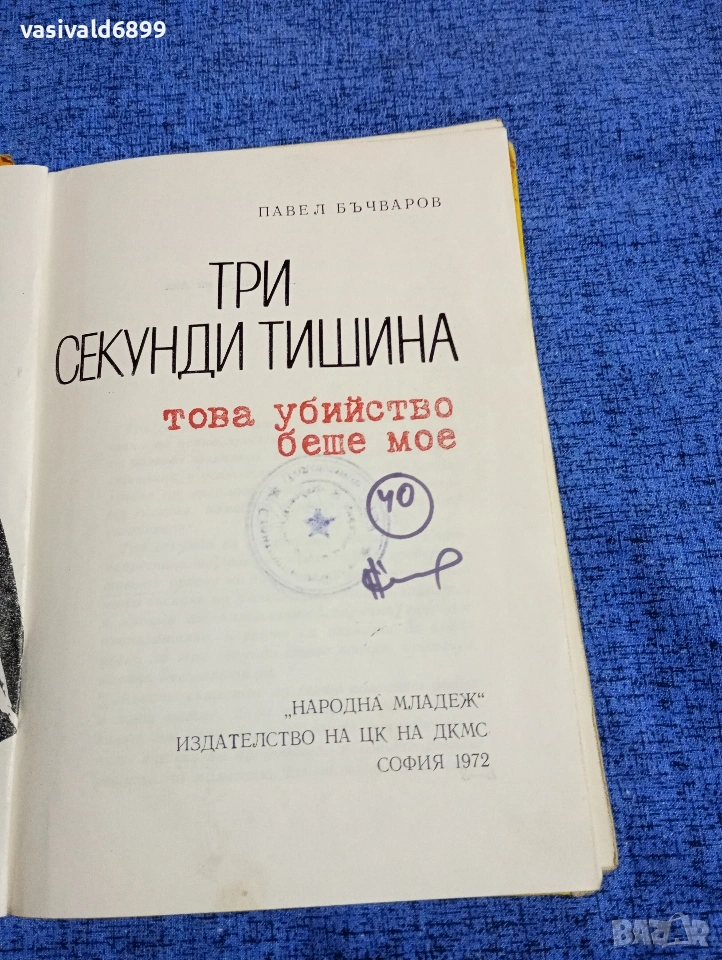 vasivald6899
ПАВЕЛ БЪЧВАРОВ
ТРИ
СЕКУНДИ ТИШИНА
това убийство
беше мое
40
„НАРОДНА МЛАДЕЖ“
ИЗДАТЕЛСТВО НА ЦК НА ДКМС
СОФИЯ 1972
BAZAR